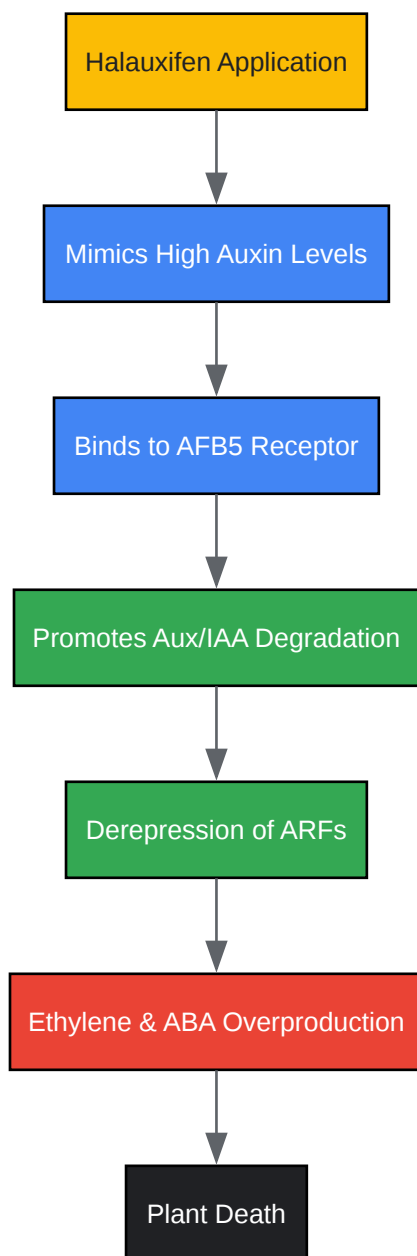 Halauxifen Application
Mimics High Auxin Levels
Binds to AFB5 Receptor
Promotes Aux/IAA Degradation
Derepression of ARFs
Ethylene & ABA Overproduction
Plant Death